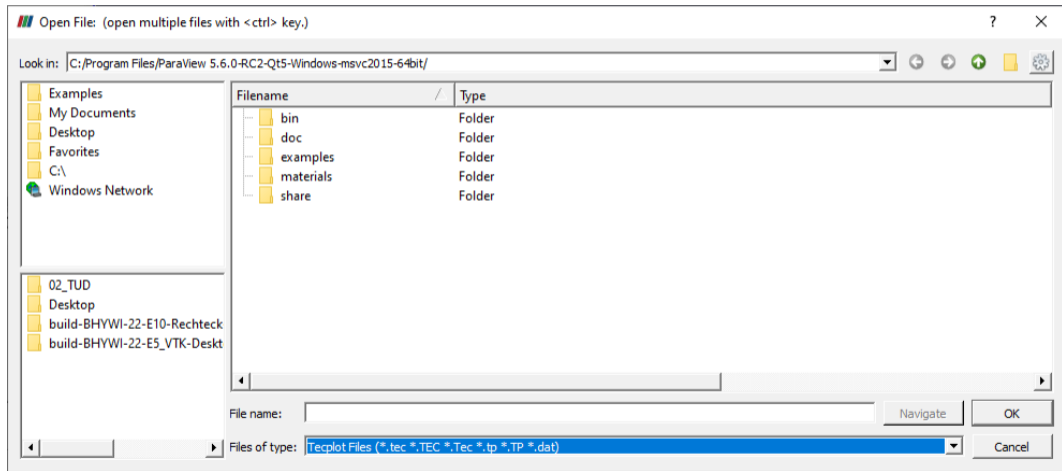 Open File: (open multiple files with <ctrl> key.)
? X
Look in: C:/Program Files/ParaView 5.6.0-RC2-Qt5-Windows-msvc2015-64bit/
Examples
My Documents
Desktop
Favorites
C:\
Windows Network
02_TUD
Desktop
build-BHYWI-22-E10-Rechteck
build-BHYWI-22-E5_VTK-Deskt
Filename Type
bin Folder
doc Folder
examples Folder
materials Folder
share Folder
File name: Navigate OK
Files of type: Tecplot Files (*.tec *.TEC *.Tec *.tp *.TP *.dat) Cancel